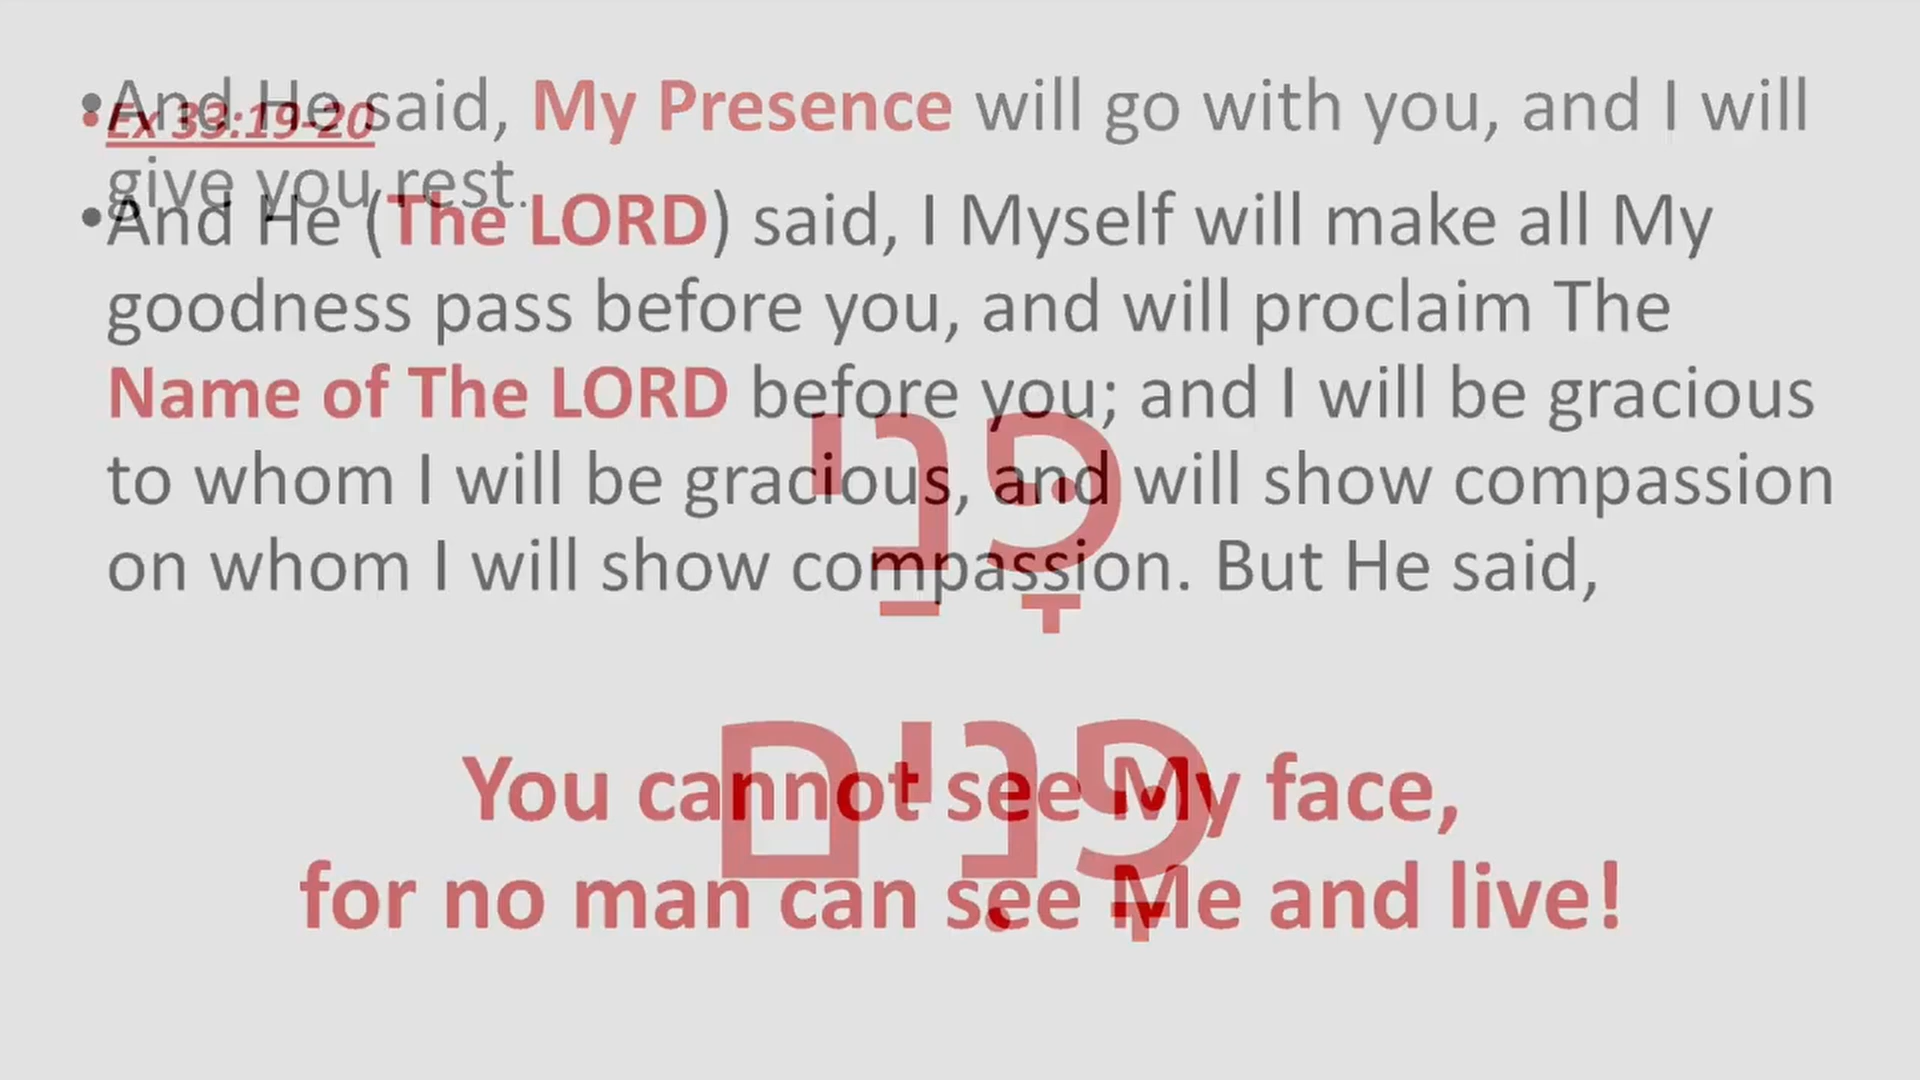 •And He said, My Presence will go with you, and I will
give you rest.
פָּנַי
פָּנִים
•Ex 33:19-20
•And He (The LORD) said, I Myself will make all My
goodness pass before you, and will proclaim The
Name of The LORD before you; and I will be gracious
to whom I will be gracious, and will show compassion
on whom I will show compassion. But He said,
You cannot see My face,
for no man can see Me and live!